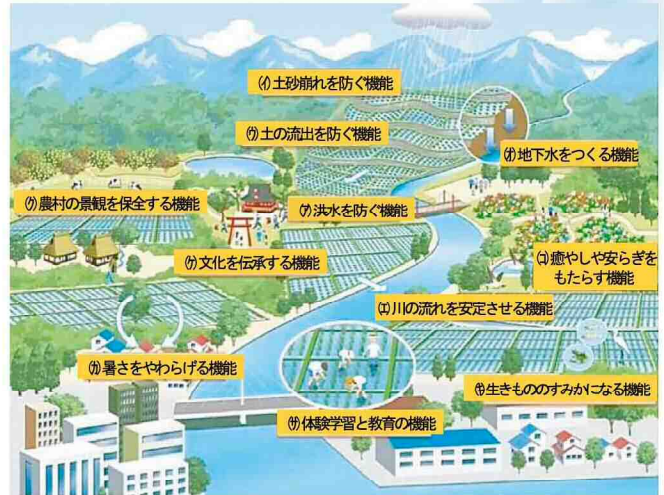 ㋑土砂崩れを防ぐ機能
㋒土の流出を防ぐ機能
㋔地下水をつくる機能
㋗農村の景観を保全する機能
㋐洪水を防ぐ機能
㋘文化を伝承する機能
㋙癒やしや安らぎを
もたらす機能
㋓川の流れを安定させる機能
㋕暑さをやわらげる機能
㋖生きもののすみかになる機能
㋚体験学習と教育の機能